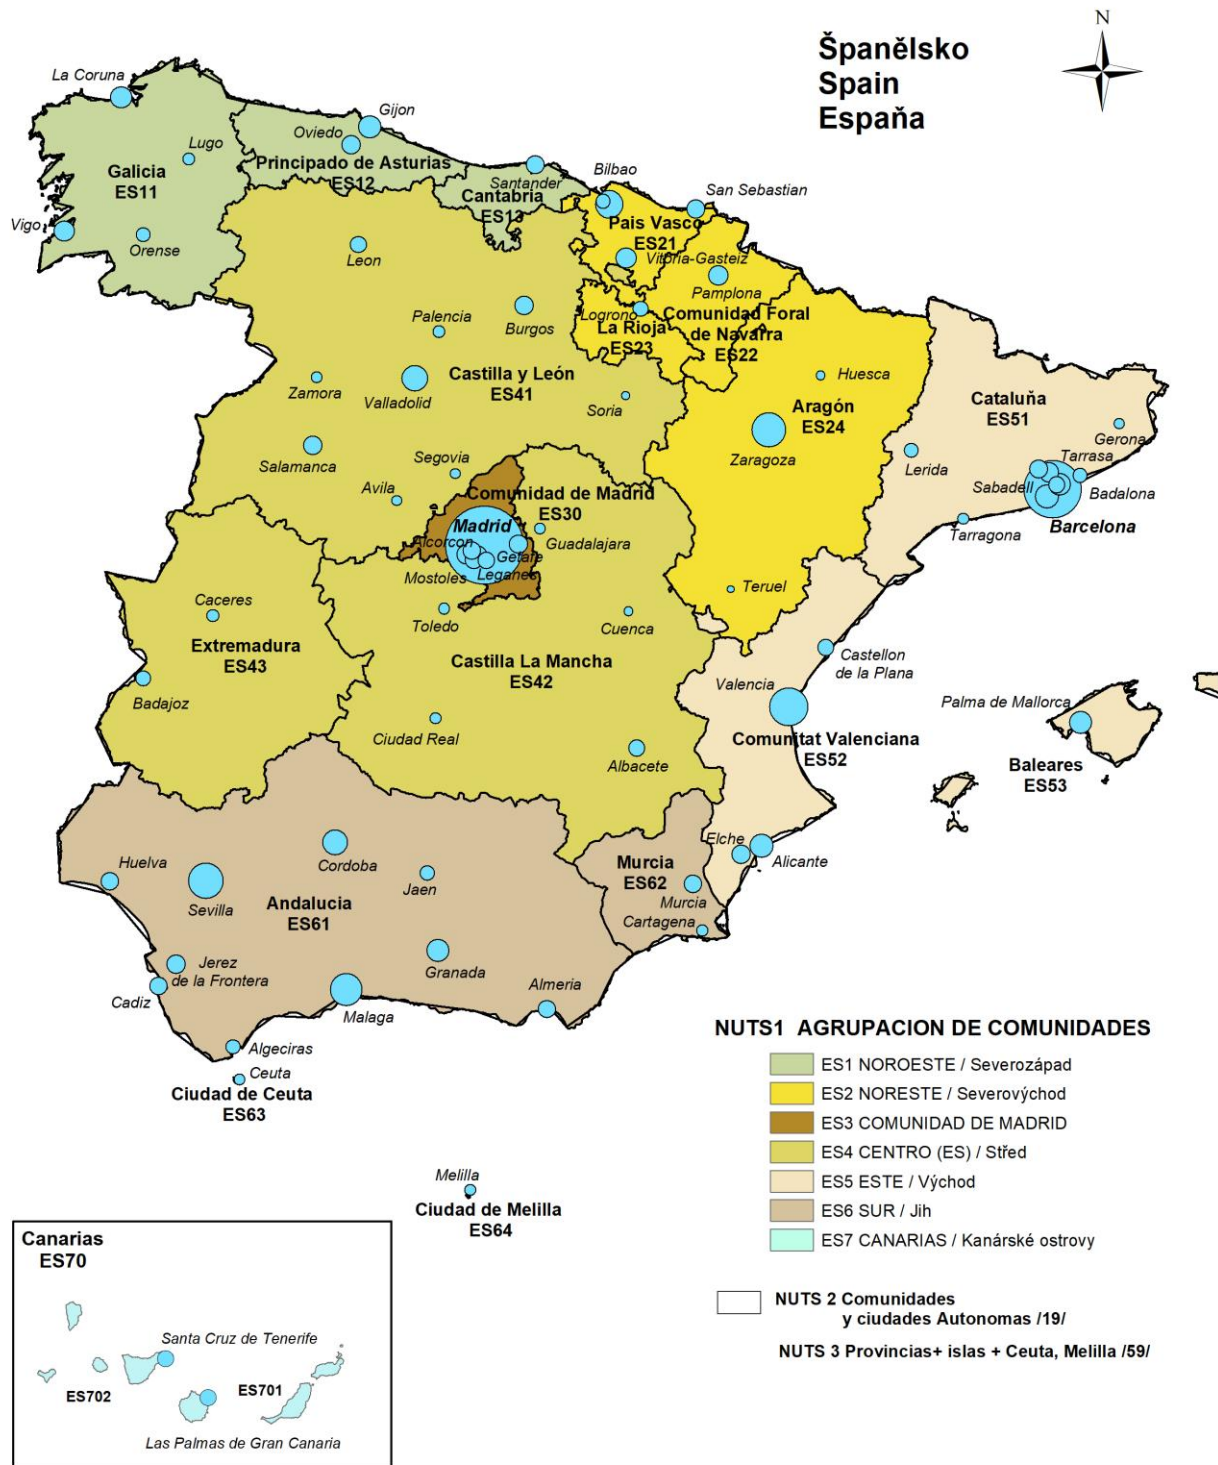 Španělsko
Spain
Espaňa
N
La Coruna
Gijon
Oviedo
Lugo
Galicia
ES11
Principado de Asturias
ES12
Santander
Cantabria
ES13
Bilbao
San Sebastian
Pais Vasco
ES21
Vitoria-Gasteiz
Vigo
Orense
Leon
Pamplona
Palencia
Burgos
Logrono
La Rioja
ES23
Comunidad Foral
de Navarra
ES22
Zamora
Valladolid
Castilla y León
ES41
Soria
Huesca
Aragón
ES24
Zaragoza
Cataluňa
ES51
Gerona
Lerida
Tarrasa
Sabadell
Badalona
Barcelona
Tarragona
Salamanca
Segovia
Avila
Comunidad de Madrid
ES30
Madrid
Alcorcon
Getafe
Guadalajara
Mostoles
Leganes
Teruel
Caceres
Toledo
Cuenca
Extremadura
ES43
Castilla La Mancha
ES42
Castellon
de la Plana
Badajoz
Valencia
Palma de Mallorca
Ciudad Real
Comunitat Valenciana
ES52
Albacete
Baleares
ES53
Elche
Alicante
Huelva
Cordoba
Jaen
Murcia
ES62
Murcia
Cartagena
Sevilla
Andalucia
ES61
Jerez
de la Frontera
Granada
Cadiz
Malaga
Almeria
Algeciras
Ceuta
Ciudad de Ceuta
ES63
Melilla
Ciudad de Melilla
ES64
NUTS1 AGRUPACION DE COMUNIDADES
ES1 NOROESTE / Severozápad
ES2 NORESTE / Severovýchod
ES3 COMUNIDAD DE MADRID
ES4 CENTRO (ES) / Střed
ES5 ESTE / Východ
ES6 SUR / Jih
ES7 CANARIAS / Kanárské ostrovy
NUTS 2 Comunidades
y ciudades Autonomas /19/
NUTS 3 Provincias+ islas + Ceuta, Melilla /59/
Canarias
ES70
Santa Cruz de Tenerife
ES702
ES701
Las Palmas de Gran Canaria